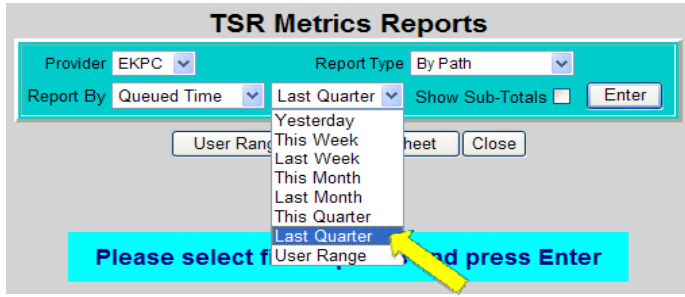 TSR Metrics Reports
Provider EKPC Report Type By Path
Report By Queued Time Last Quarter Show Sub-Totals Enter
Yesterday
User Rang heet Close
This Week
Last Week
This Month
Last Month
This Quarter
Last Quarter
Please select fi nd press Enter
User Range